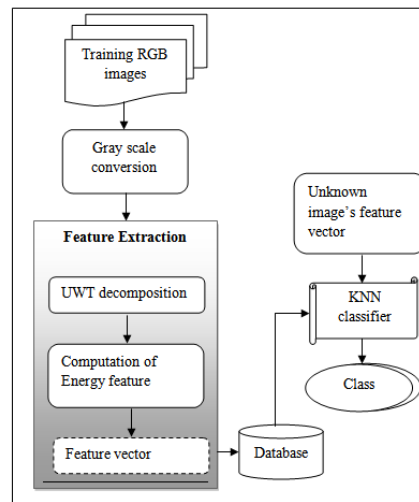 Training RGB
images
Gray scale
conversion
Feature Extraction
UWT decomposition
Computation of
Energy feature
Feature vector
Database
Unknown
image's feature
vector
KNN
classifier
Class